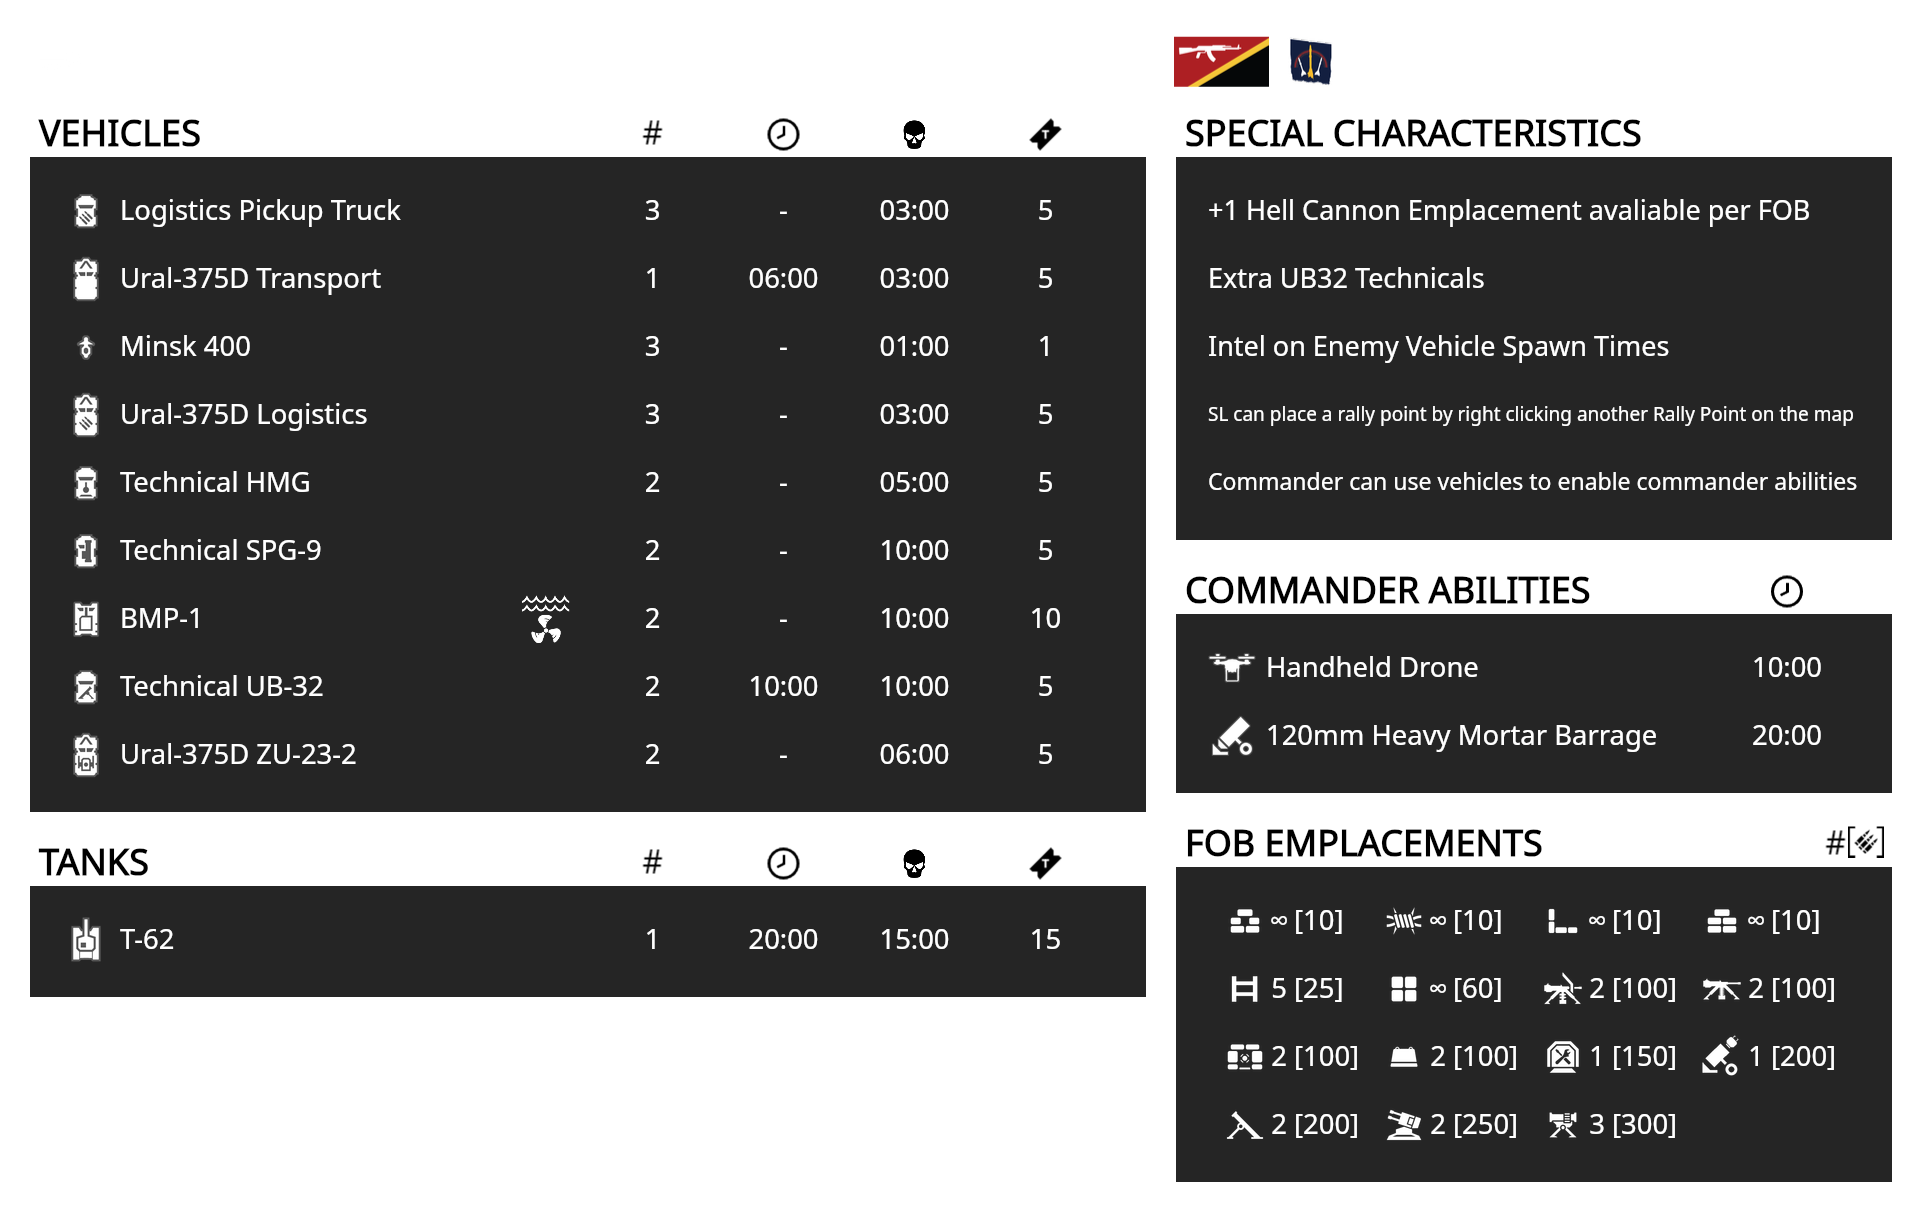 VEHICLES #
Logistics Pickup Truck 3 - 03:00 5
Ural-375D Transport 1 06:00 03:00 5
Minsk 400 3 - 01:00 1
Ural-375D Logistics 3 - 03:00 5
Technical HMG 2 - 05:00 5
Technical SPG-9 2 - 10:00 5
BMP-1 2 - 10:00 10
Technical UB-32 2 10:00 10:00 5
Ural-375D ZU-23-2 2 - 06:00 5
TANKS #
T-62 1 20:00 15:00 15
SPECIAL CHARACTERISTICS
+1 Hell Cannon Emplacement avaliable per FOB
Extra UB32 Technicals
Intel on Enemy Vehicle Spawn Times
SL can place a rally point by right clicking another Rally Point on the map
Commander can use vehicles to enable commander abilities
COMMANDER ABILITIES
Handheld Drone 10:00
120mm Heavy Mortar Barrage 20:00
FOB EMPLACEMENTS #[]
∞ [10] ∞ [10] ∞ [10] ∞ [10]
5 [25] ∞ [60] 2 [100] 2 [100]
2 [100] 2 [100] 1 [150] 1 [200]
2 [200] 2 [250] 3 [300]